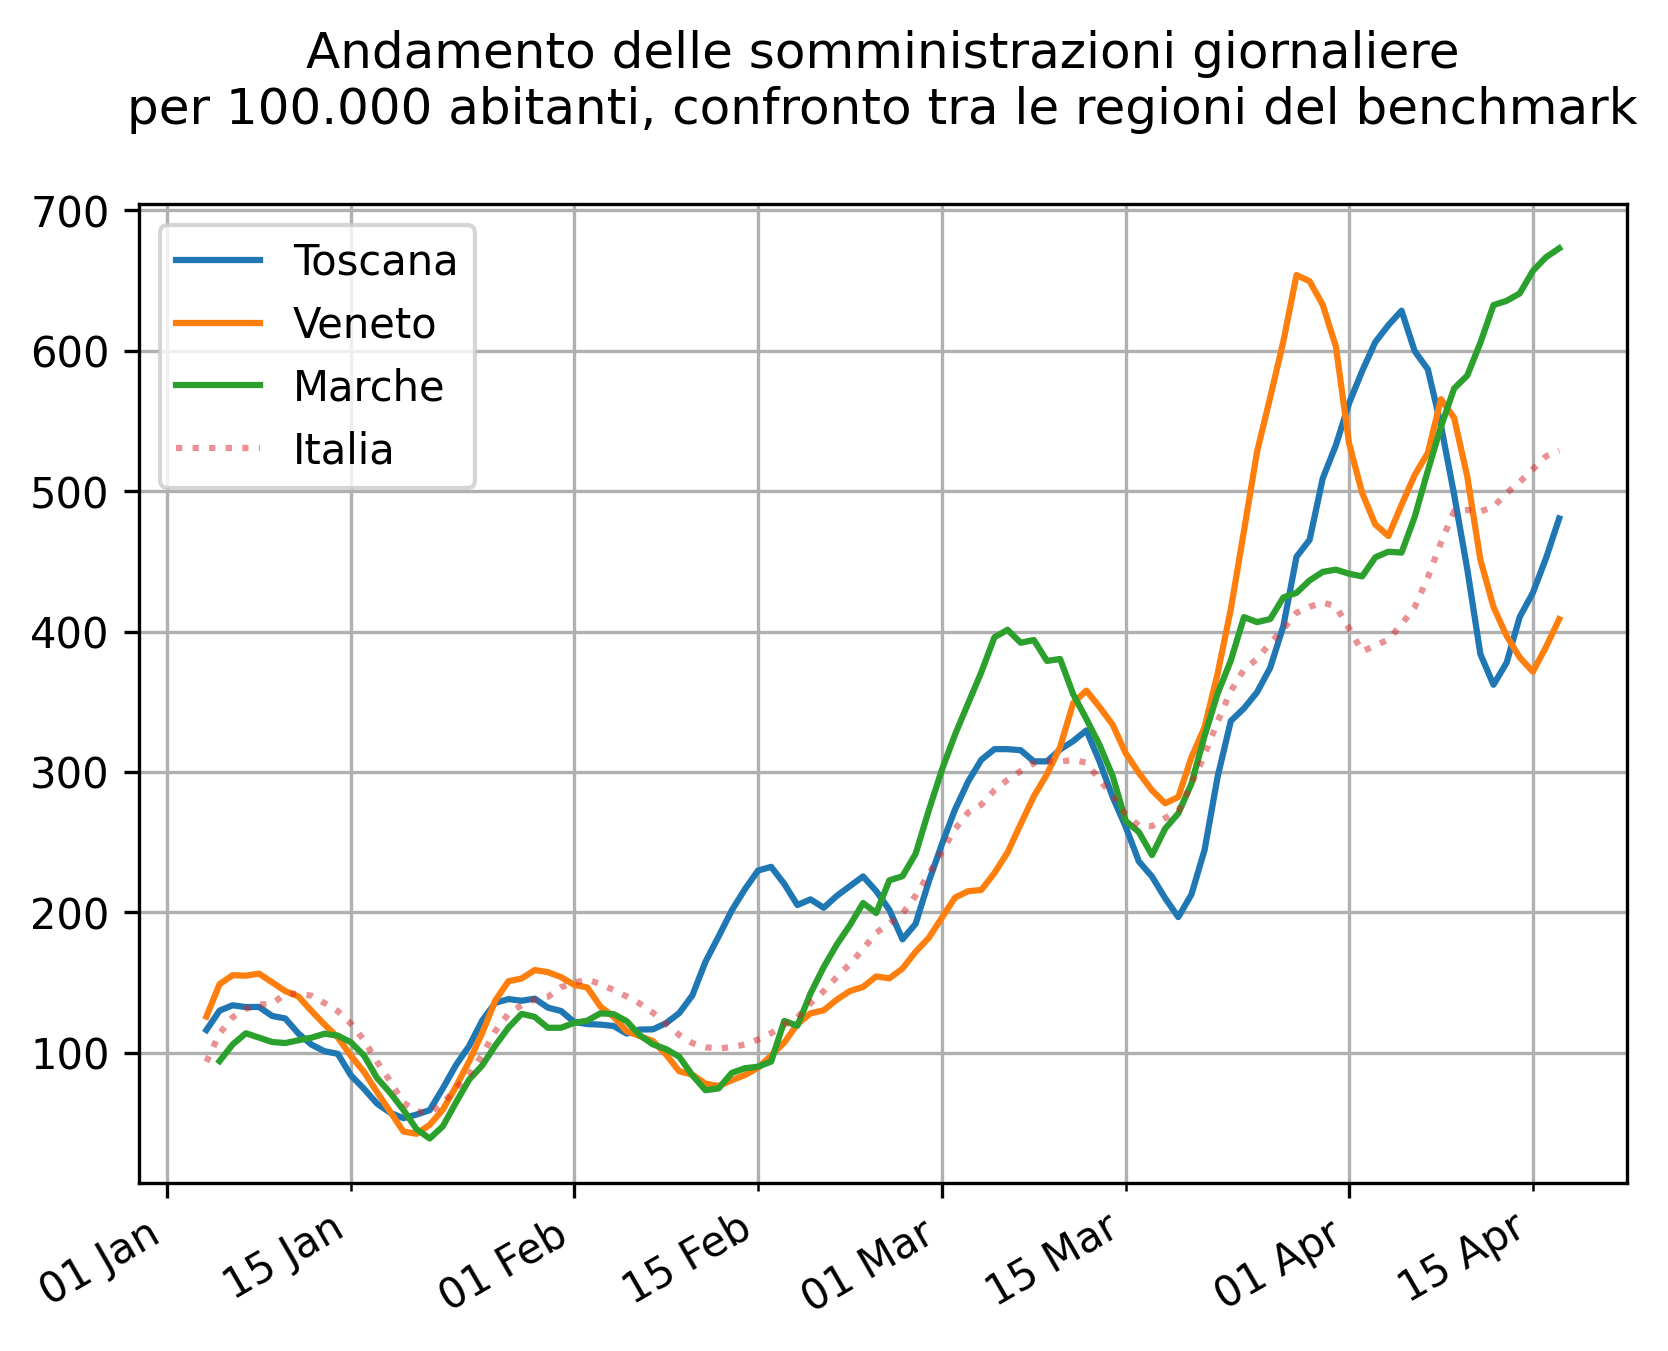 Andamento delle somministrazioni giornaliere
per 100.000 abitanti, confronto tra le regioni del benchmark
700
600
500
400
300
200
100
Toscana
Veneto
Marche
Italia
01 Jan
15 Jan
01 Feb
15 Feb
01 Mar
15 Mar
01 Apr
15 Apr